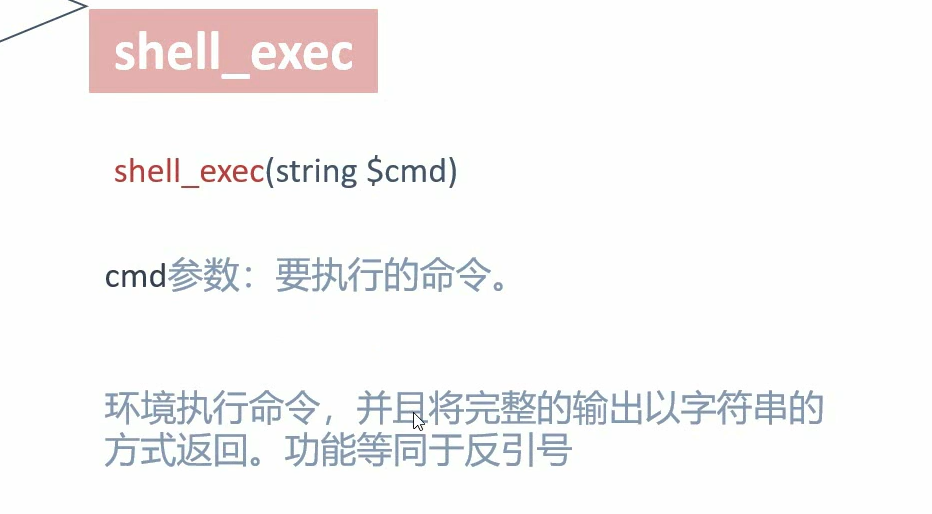 shell_exec
shell_exec(string $cmd)
cmd参数：要执行的命令。
环境执行命令，并且将完整的输出以字符串的
方式返回。功能等同于反引号